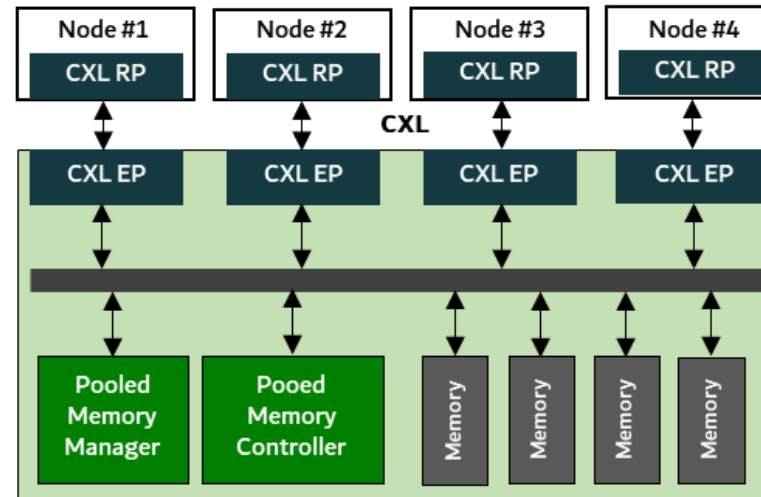 Node #1
Node #2
Node #3
Node #4
CXL RP
CXL RP
CXL RP
CXL RP
CXL
CXL EP
CXL EP
CXL EP
CXL EP
Pooled
Memory
Manager
Pooed
Memory
Controller
Memory
Memory
Memory
Memory